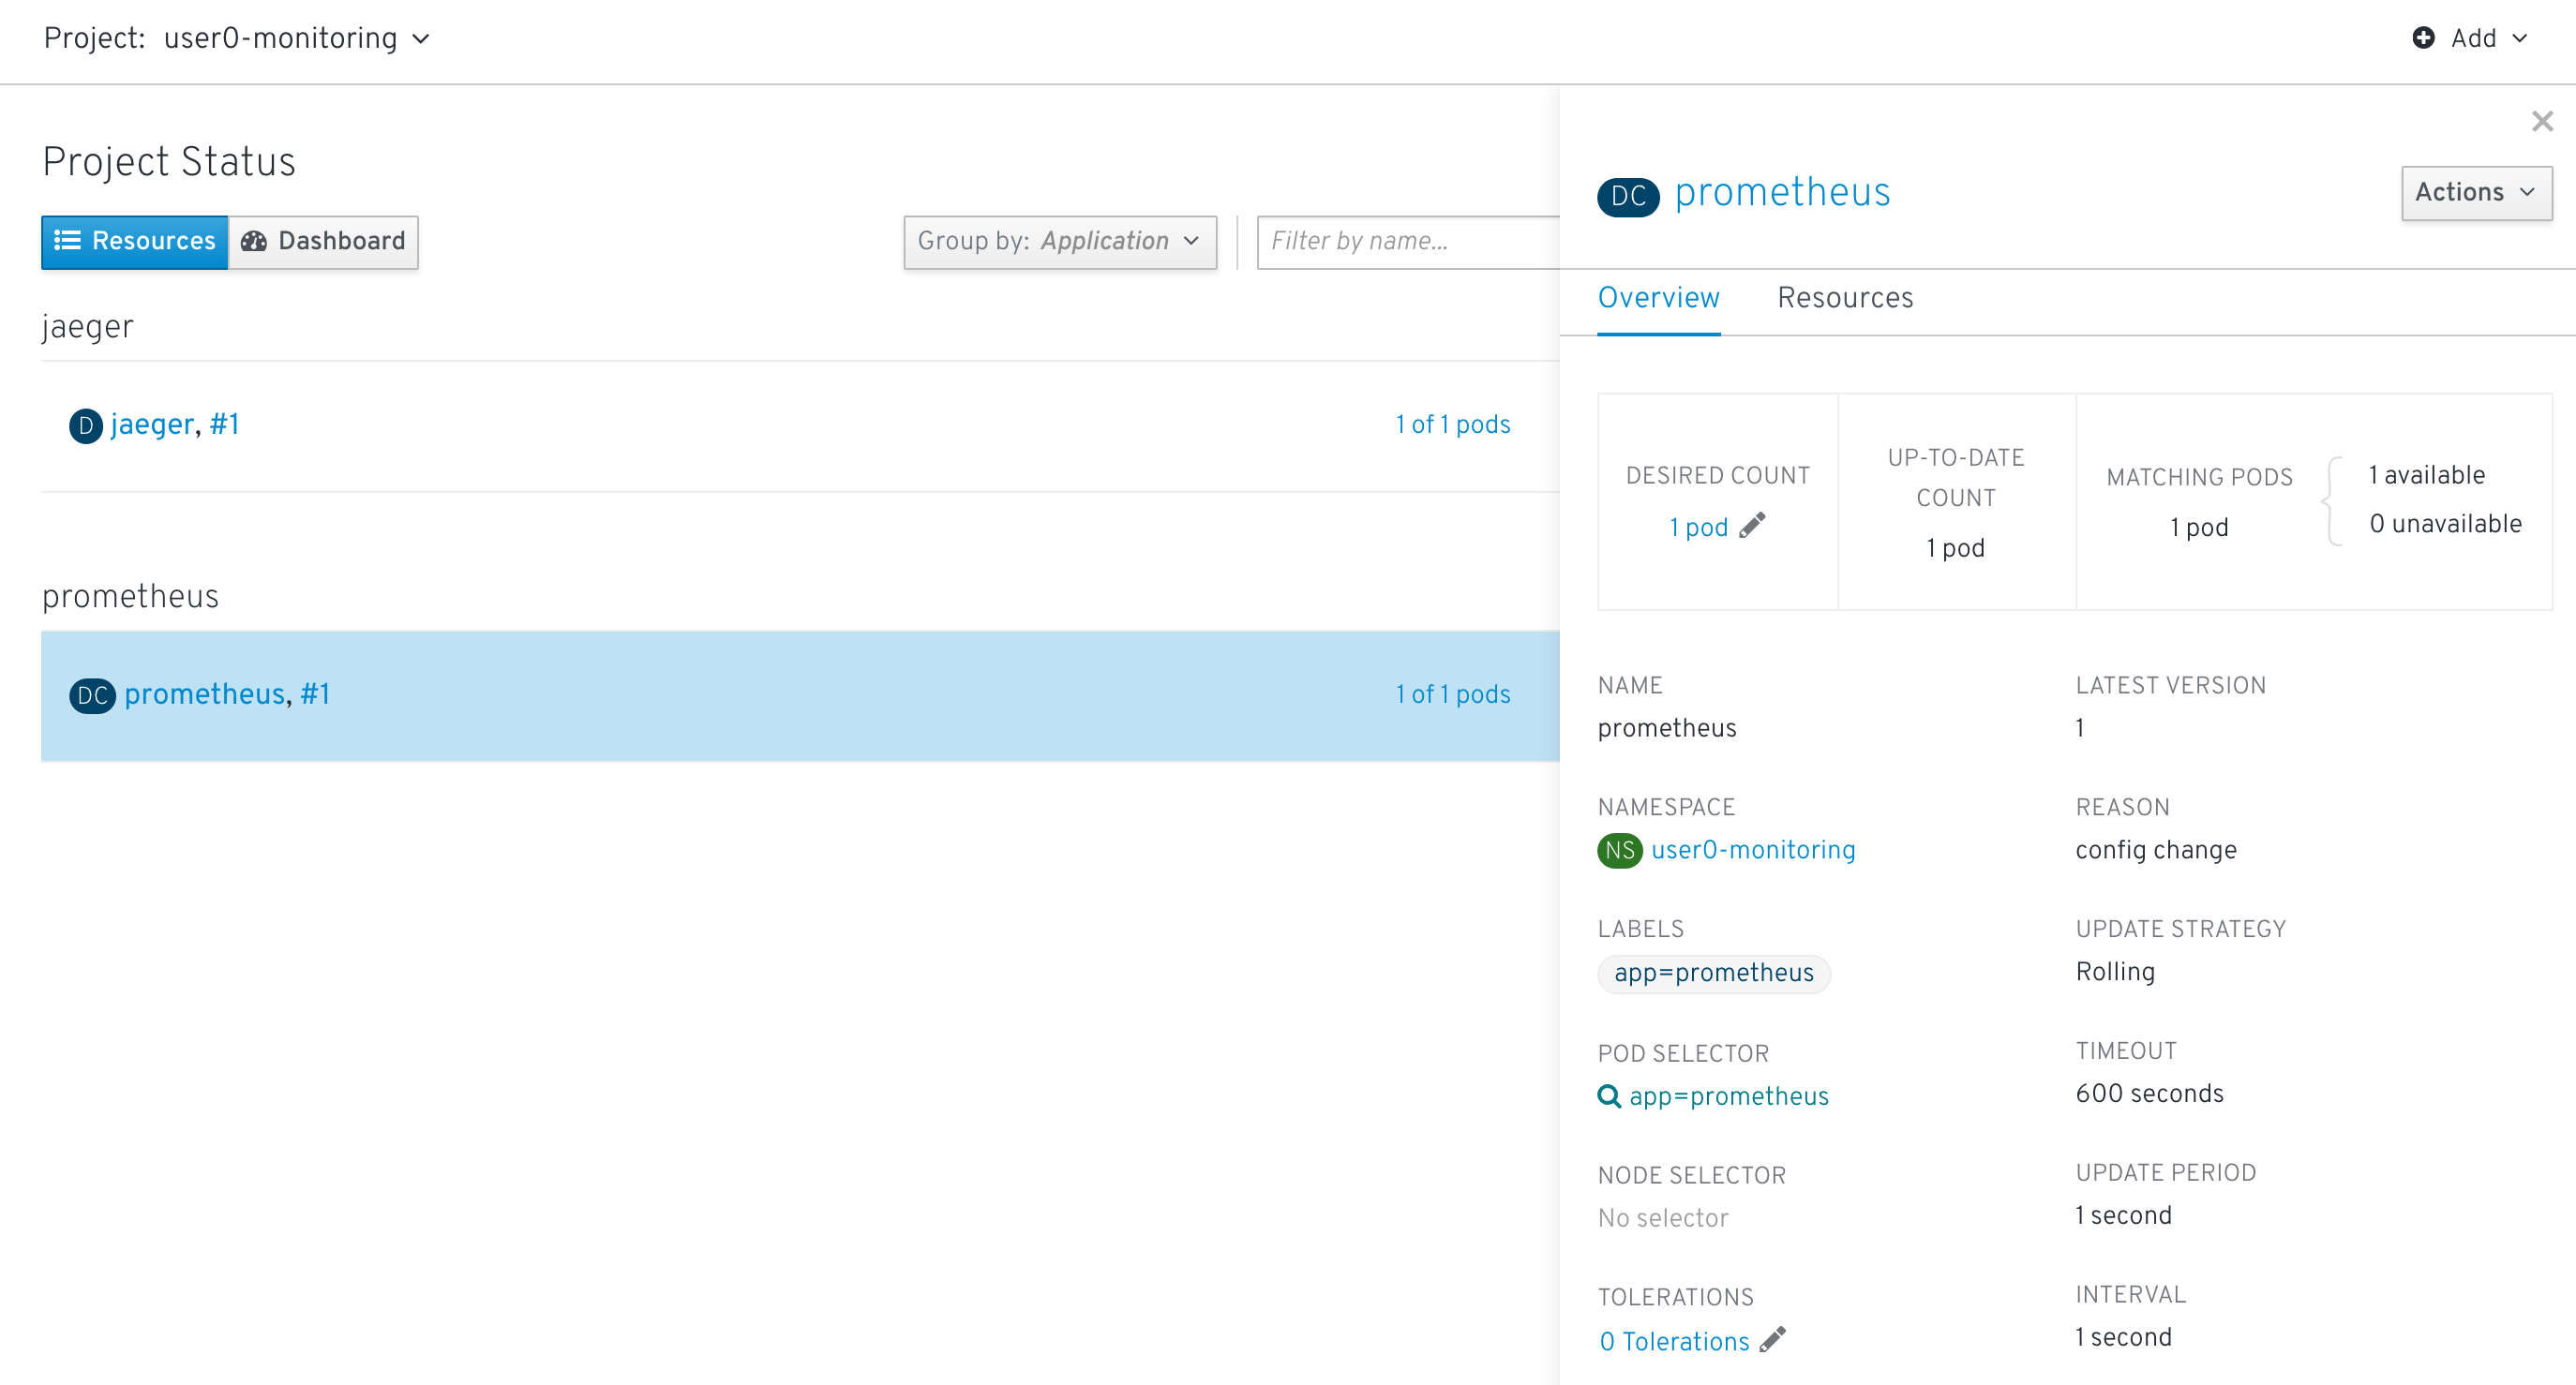 Project: user0-monitoring
Add
Project Status
Resources
Dashboard
Group by: Application
Filter by name...
jaeger
D jaeger, #1
1 of 1 pods
prometheus
DC prometheus, #1
1 of 1 pods
DC prometheus
Actions
Overview
Resources
DESIRED COUNT
1 pod
UP-TO-DATE
COUNT
1 pod
MATCHING PODS
1 pod
1 available
0 unavailable
NAME
prometheus
NAMESPACE
NS user0-monitoring
LABELS
app=prometheus
POD SELECTOR
app=prometheus
NODE SELECTOR
No selector
TOLERATIONS
0 Tolerations
LATEST VERSION
1
REASON
config change
UPDATE STRATEGY
Rolling
TIMEOUT
600 seconds
UPDATE PERIOD
1 second
INTERVAL
1 second